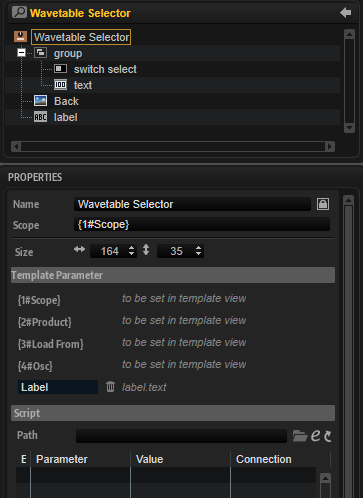 Wavetable Selector
Wavetable Selector
group
switch select
text
Back
ABC label
PROPERTIES
Name Wavetable Selector
Scope {1#Scope}
Size 164 35
Template Parameter
{1#Scope} to be set in template view
{2#Product} to be set in template view
{3#Load From} to be set in template view
{4#Osc} to be set in template view
Label label.text
Script
Path e
E Parameter Value Connection